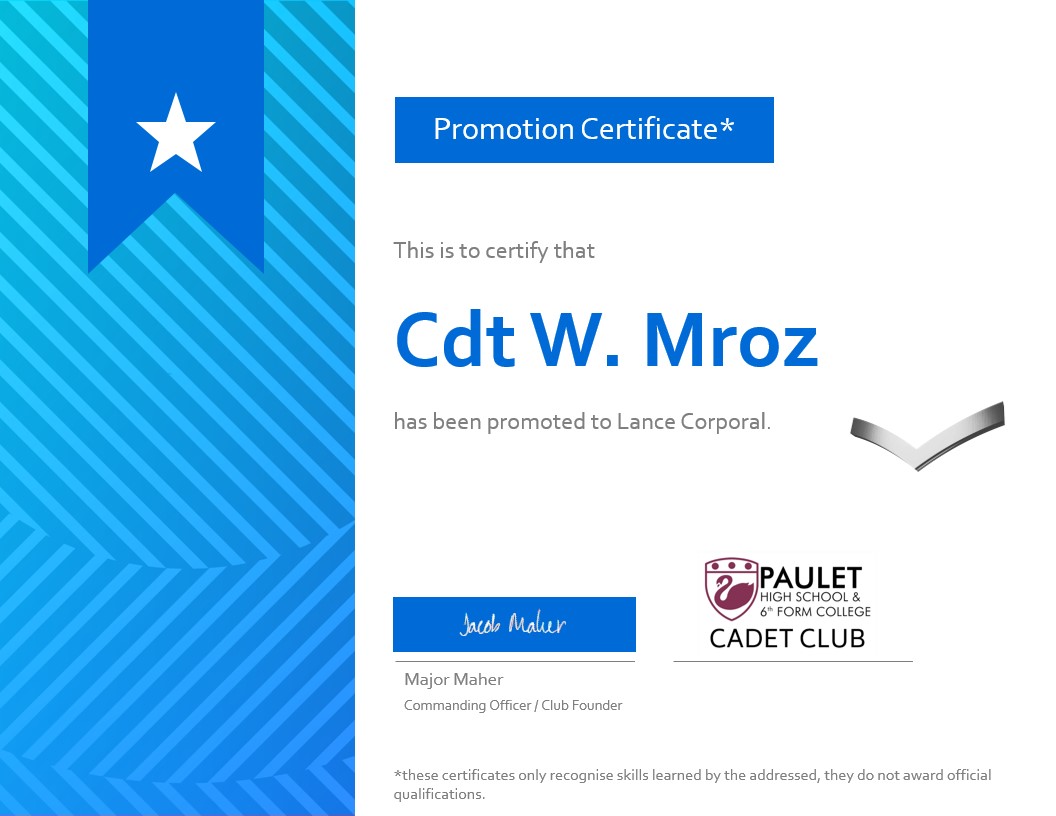 Promotion Certificate*
This is to certify that
Cdt W. Mroz
has been promoted to Lance Corporal.
PAULET
HIGH SCHOOL &
6th FORM COLLEGE
CADET CLUB
Jacob Maher
Major Maher
Commanding Officer / Club Founder
*these certificates only recognise skills learned by the addressed, they do not award official
qualifications.